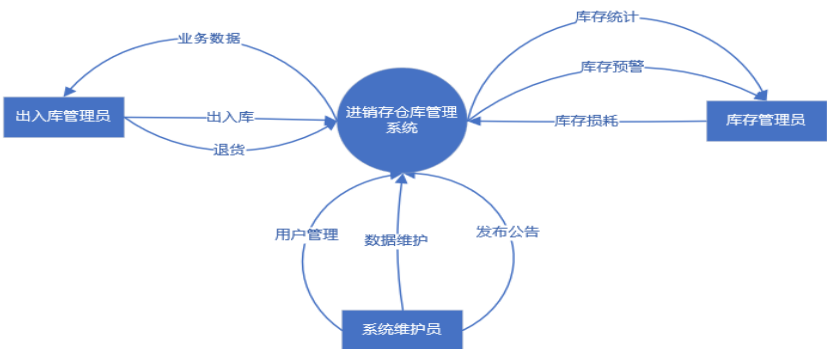 库存统计
业务数据
库存预警
出入库管理员
出入库
进销存仓库管理
系统
库存损耗
库存管理员
退货
用户管理
数据维护
发布公告
系统维护员